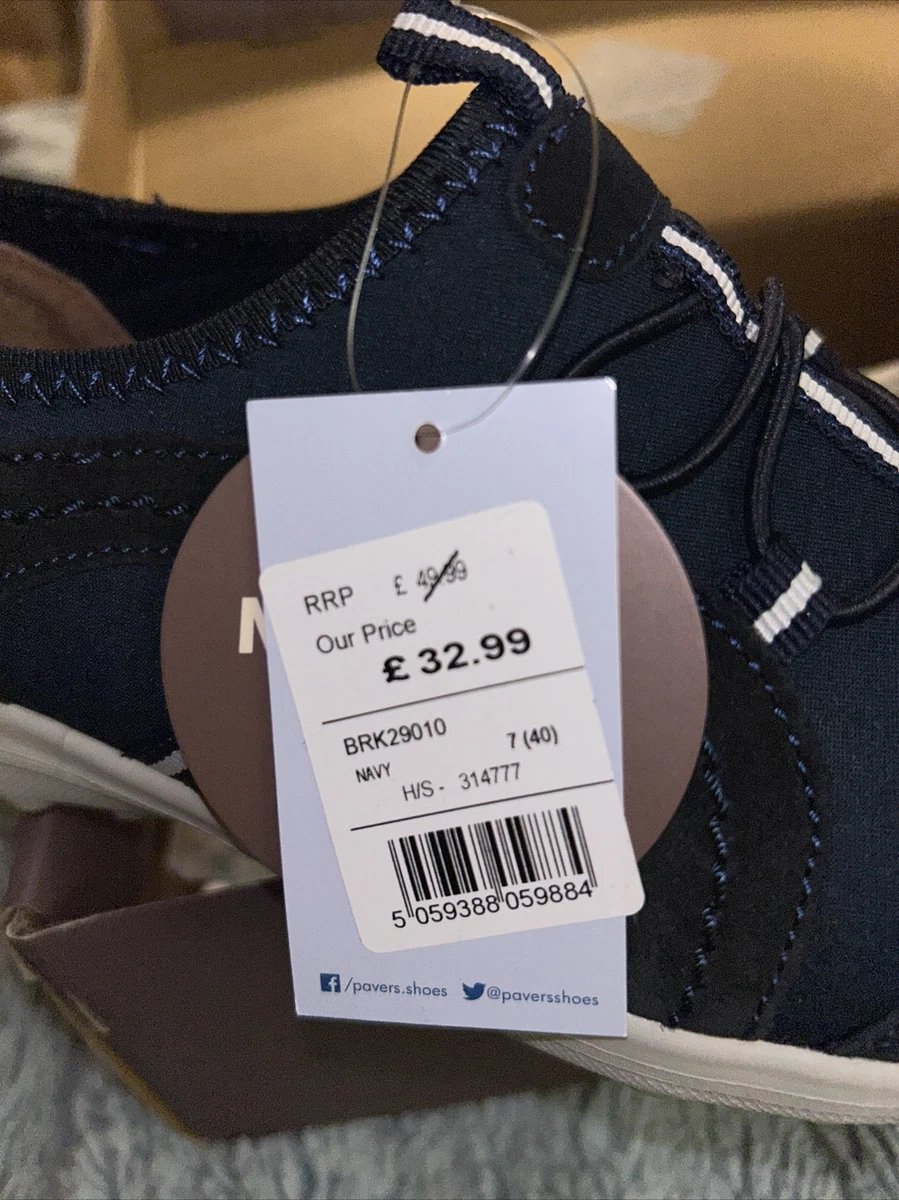 M
RRP £ 49.99
Our Price
£32.99
BRK29010 7 (40)
NAVY
H/S - 314777
5 059388 059884
/pavers.shoes @paversshoes